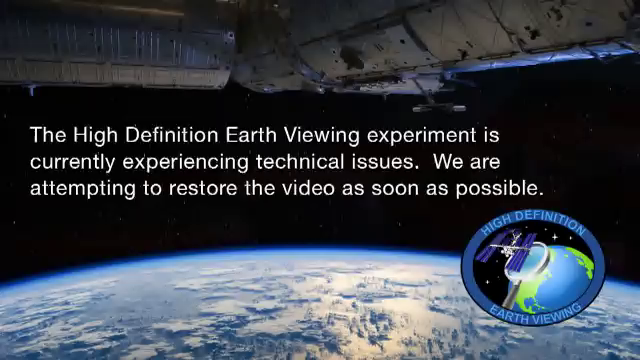 The High Definition Earth Viewing experiment is
currently experiencing technical issues.  We are
attempting to restore the video as soon as possible.
HIGH DEFINITION
EARTH VIEWING